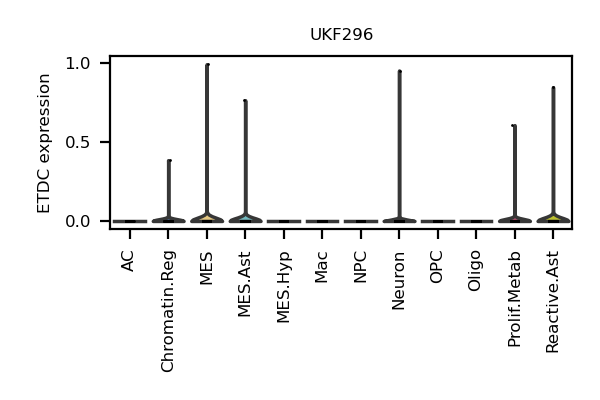 UKF296
ETDC expression
1.0
0.5
0.0
AC
Chromatin.Reg
MES
MES.Ast
MES.Hyp
Mac
NPC
Neuron
OPC
Oligo
Prolif.Metab
Reactive.Ast